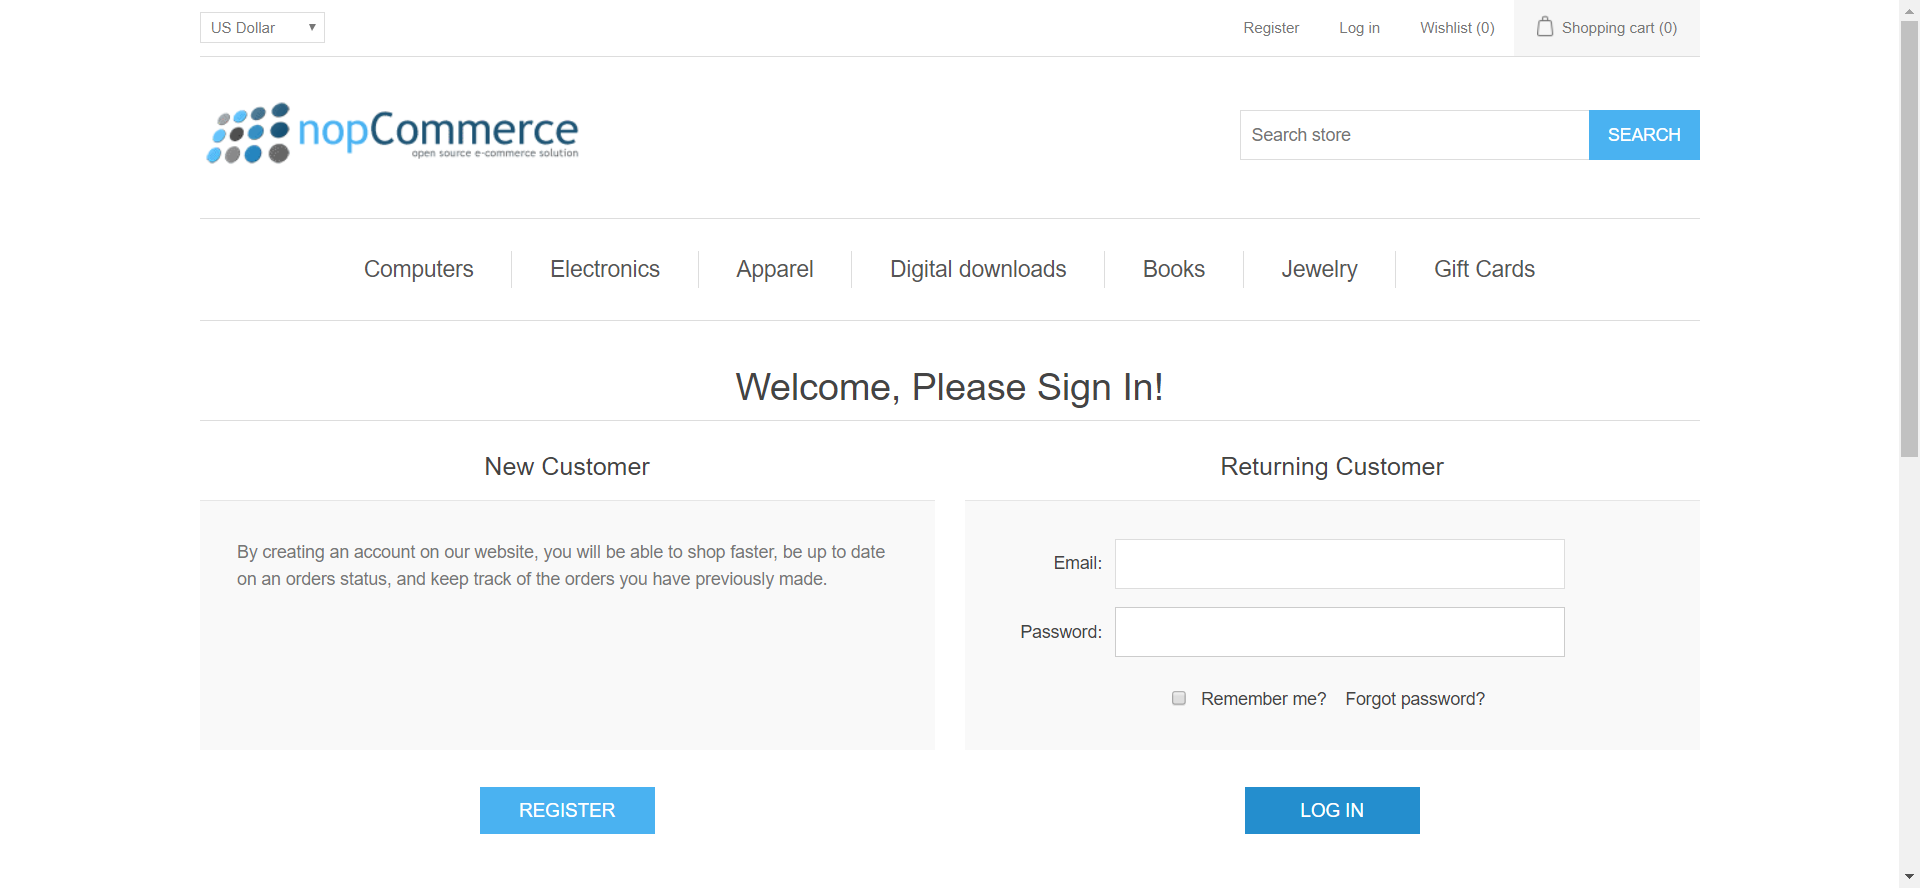 US Dollar
Register
Log in
Wishlist (0)
Shopping cart (0)
nopCommerce
open source e-commerce solution
Search store
SEARCH
Computers
Electronics
Apparel
Digital downloads
Books
Jewelry
Gift Cards
Welcome, Please Sign In!
New Customer
By creating an account on our website, you will be able to shop faster, be up to date
on an orders status, and keep track of the orders you have previously made.
REGISTER
Returning Customer
Email:
Password:
Remember me?
Forgot password?
LOG IN